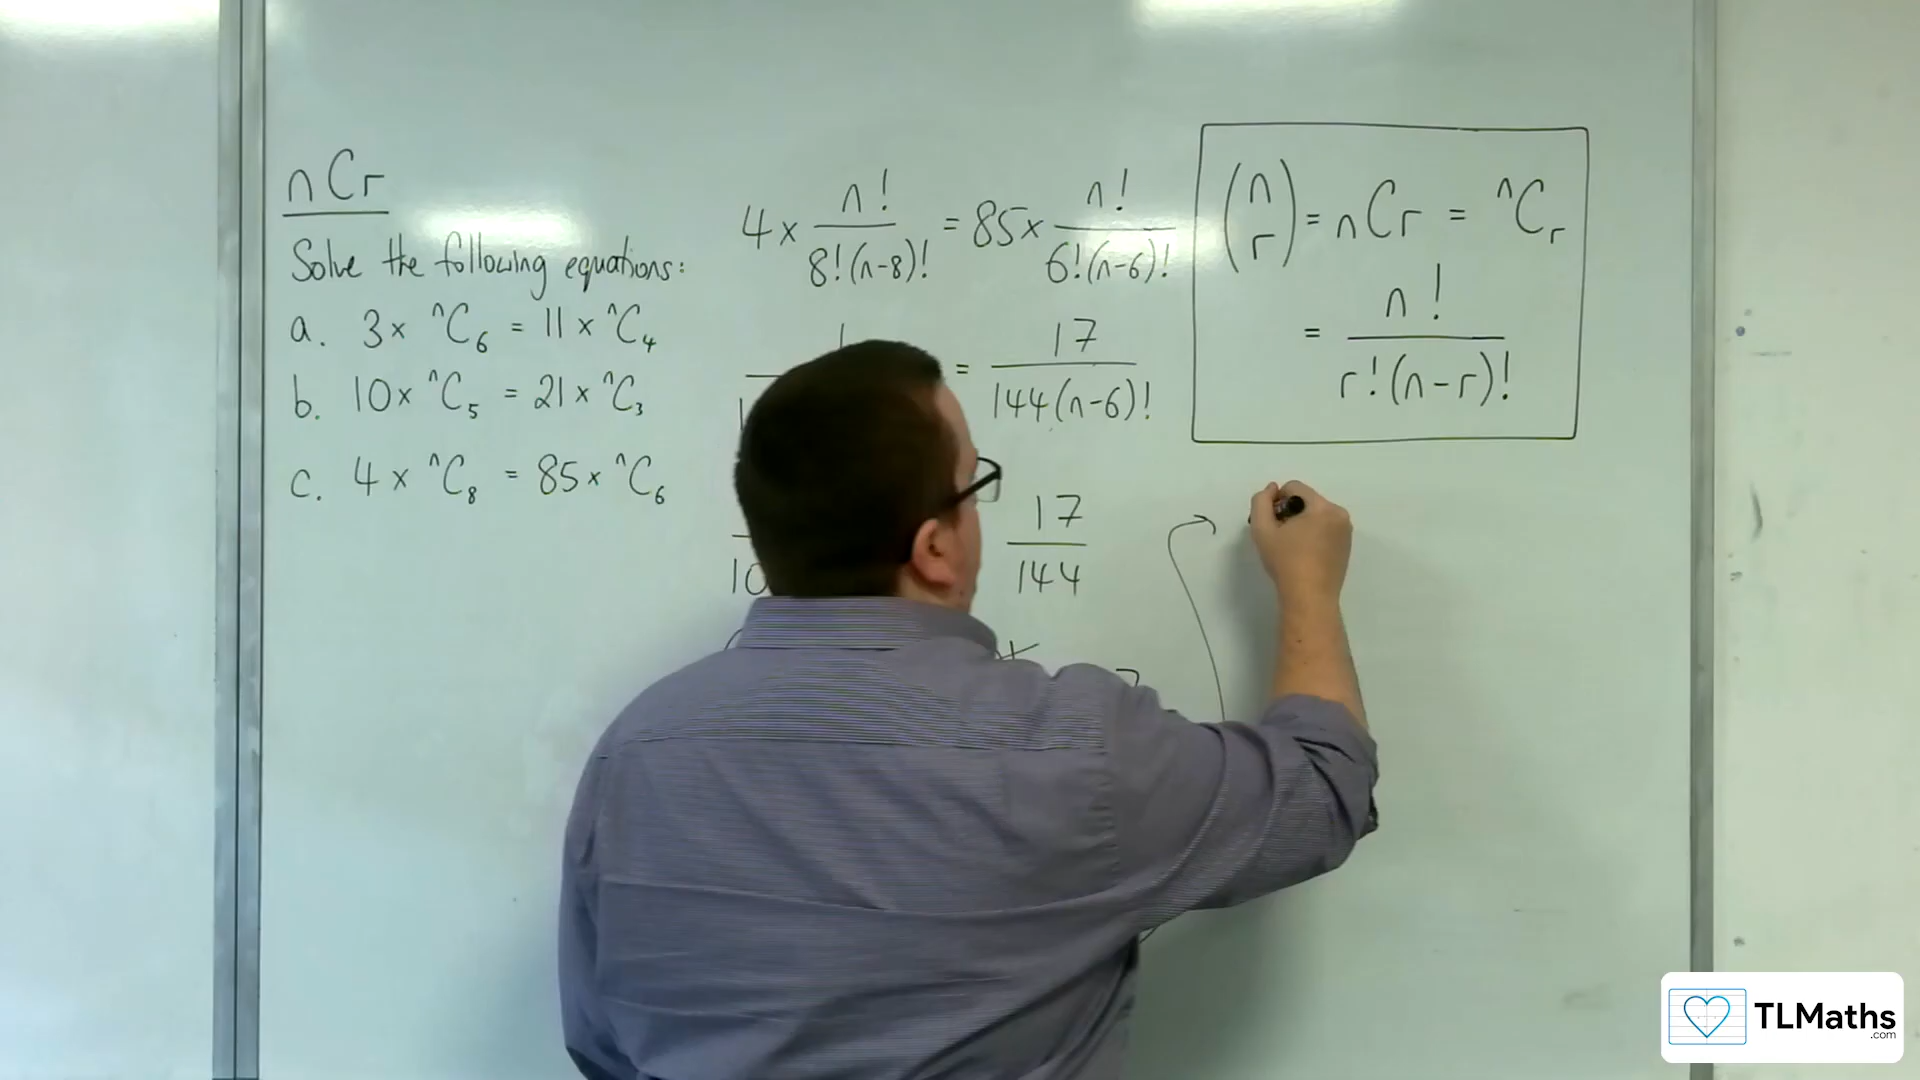 nCr
Solve the following equations:
a. 3 × ⁿC₆ = 11 × ⁿC₄
b. 10 × ⁿC₅ = 21 × ⁿC₃
c. 4 × ⁿC₈ = 85 × ⁿC₆
4 × n! / 8!(n-8)! = 85 × n! / 6!(n-6)!
= 17 / 144(n-6)!
17 / 144
(n r) = nCr = ⁿCᵣ
= n! / r!(n-r)!
TLMaths
.com